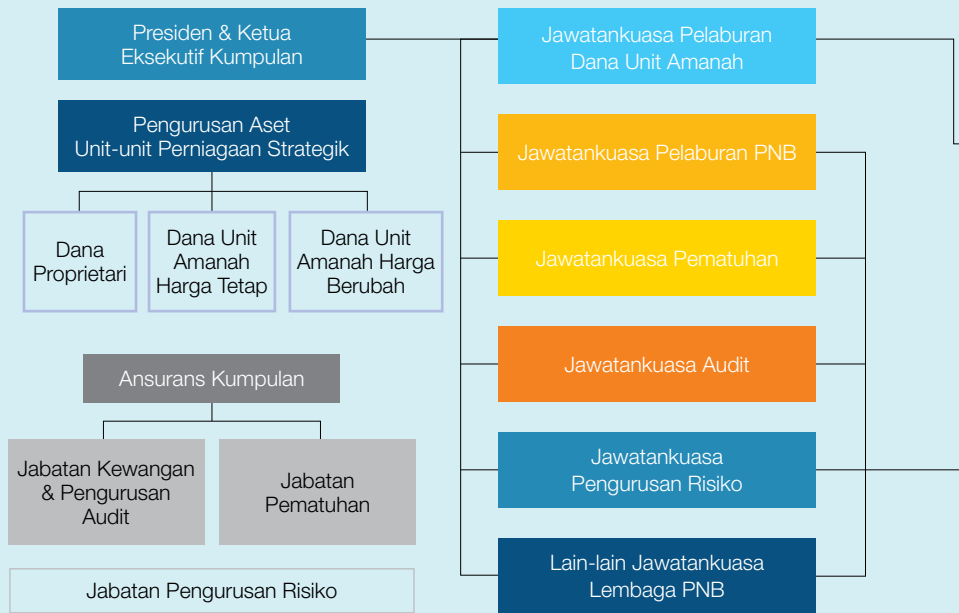 Presiden & Ketua
Eksekutif Kumpulan
Pengurusan Aset
Unit-unit Perniagaan Strategik
Dana
Proprietari
Dana Unit
Amanah
Harga Tetap
Dana Unit
Amanah Harga
Berubah
Ansurans Kumpulan
Jabatan Kewangan
& Pengurusan
Audit
Jabatan
Pematuhan
Jabatan Pengurusan Risiko
Jawatankuasa Pelaburan
Dana Unit Amanah
Jawatankuasa Pelaburan PNB
Jawatankuasa Pematuhan
Jawatankuasa Audit
Jawatankuasa
Pengurusan Risiko
Lain-lain Jawatankuasa
Lembaga PNB